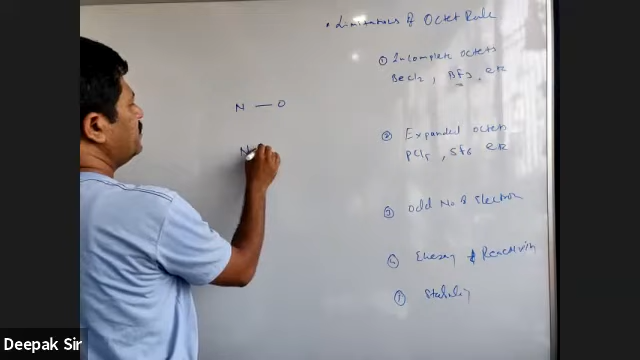 • Limitations of Octet Rule
① Incomplete octets
BeCl₂, Bf3, etc
N — O
② Expanded octets
PCl₅, Sf6 etc
N
③ odd No of Electron
④ Energy & Reactivity
⑤ Stability
Deepak Sir